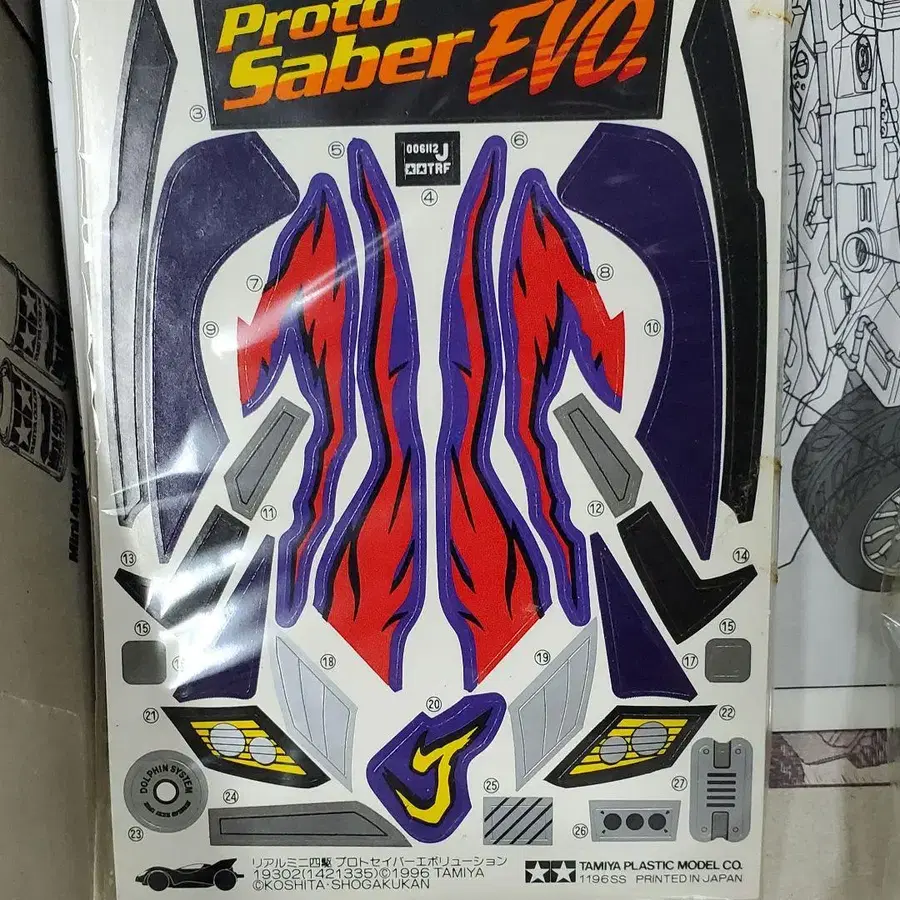 Proto
Saber EVO.
③
006112 J
TRF
④
⑤
⑥
⑦
⑧
⑨
⑩
⑪
⑫
⑬
⑭
⑮
⑮
⑰
⑱
⑲
⑳
㉑
㉒
DOLPHIN SYSTEM
㉓
㉔
㉕
㉖
㉗
J
リアルミニ四駆 プロトセイバーエボリューション
19302(1421335)©1996 TAMIYA
©KOSHITA·SHOGAKUKAN
TAMIYA PLASTIC MODEL CO.
1196SS PRINTED IN JAPAN